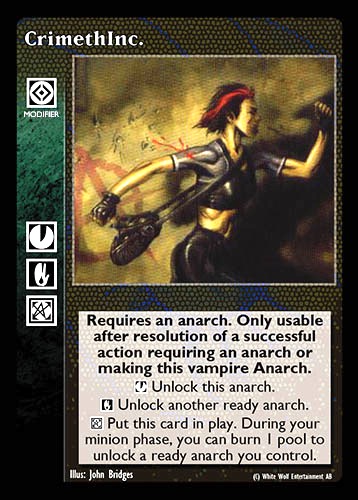 CrimethInc.
MODIFIER
Requires an anarch. Only usable
after resolution of a successful
action requiring an anarch or
making this vampire Anarch.
Unlock this anarch.
Unlock another ready anarch.
Put this card in play. During your
minion phase, you can burn 1 pool to
unlock a ready anarch you control.
Illus: John Bridges
(C) White Wolf Entertainment AB